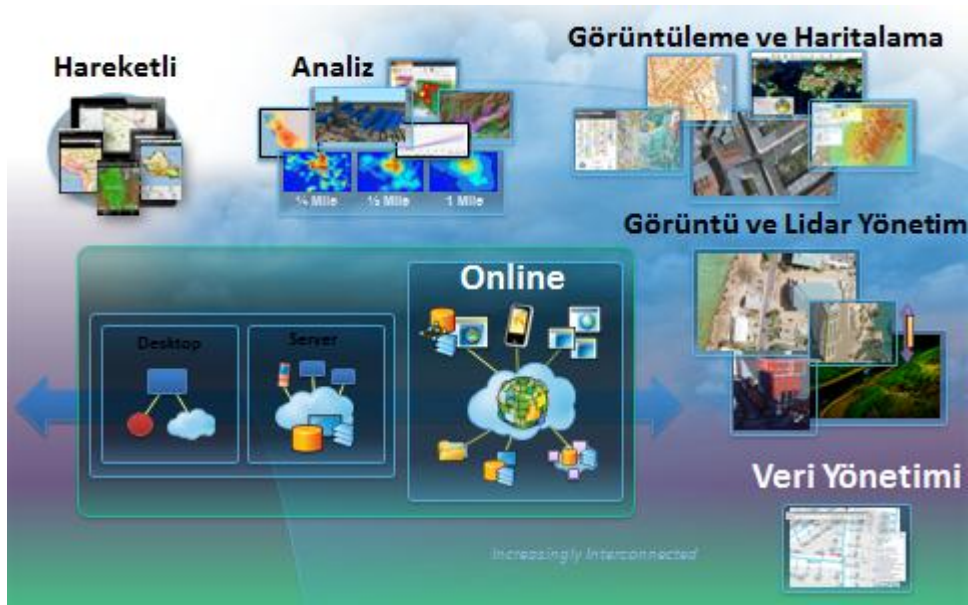 Hareketli
Analiz
Görüntüleme ve Haritalama
¼ Mile
½ Mile
1 Mile
Görüntü ve Lidar Yönetim
Online
Desktop
Server
Veri Yönetimi
Increasingly Interconnected